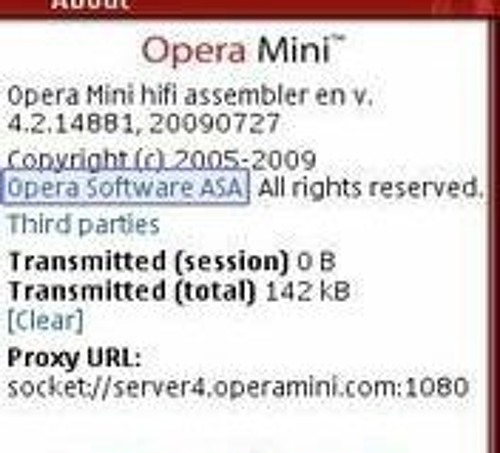 About
Opera Mini™
Opera Mini hifi assembler en v.
4.2.14881, 20090727
Copyright (c) 2005-2009
Opera Software ASA All rights reserved.
Third parties
Transmitted (session) 0 B
Transmitted (total) 142 kB
[Clear]
Proxy URL:
socket://server4.operamini.com:1080